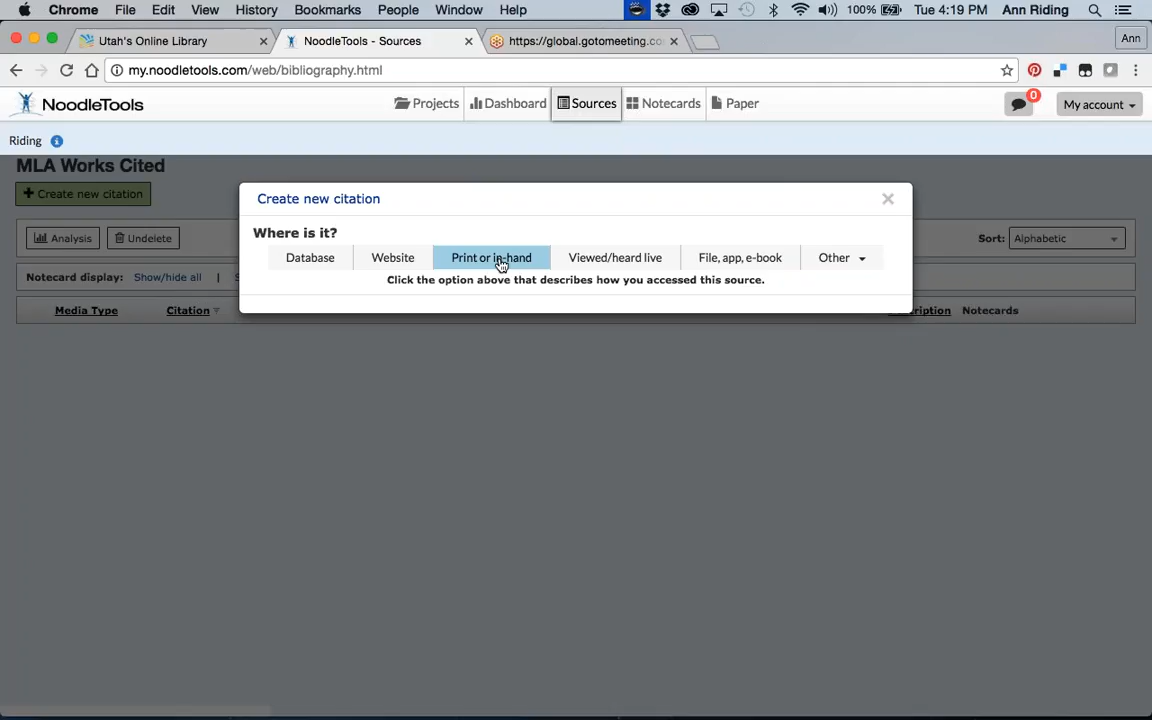 Chrome File Edit View History Bookmarks People Window Help 100% Tue 4:19 PM Ann Riding
Utah's Online Library NoodleTools - Sources https://global.gotomeeting.co Ann
my.noodletools.com/web/bibliography.html
NoodleTools Projects Dashboard Sources Notecards Paper 0 My account
Riding
MLA Works Cited
Create new citation
Create new citation
Where is it?
Database Website Print or in-hand Viewed/heard live File, app, e-book Other
Click the option above that describes how you accessed this source.
Analysis Undelete Sort: Alphabetic
Notecard display: Show/hide all | S
Media Type Citation ription Notecards